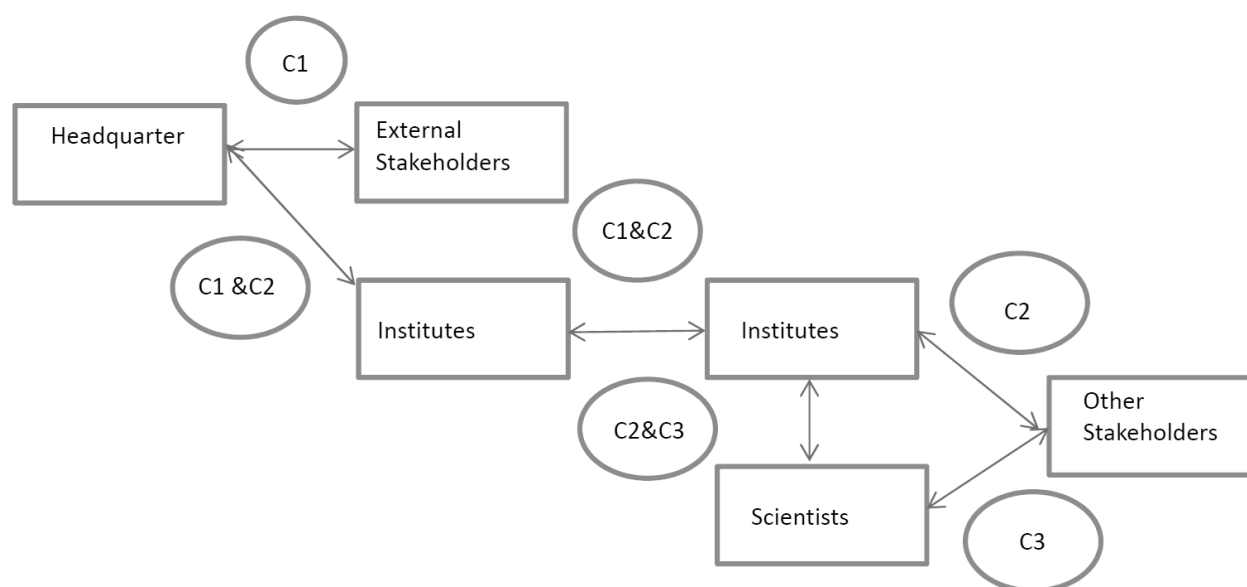 C1
Headquarter
External
Stakeholders
C1&C2
C1 &C2
C2
Institutes
Institutes
Other
Stakeholders
C2&C3
Scientists
C3